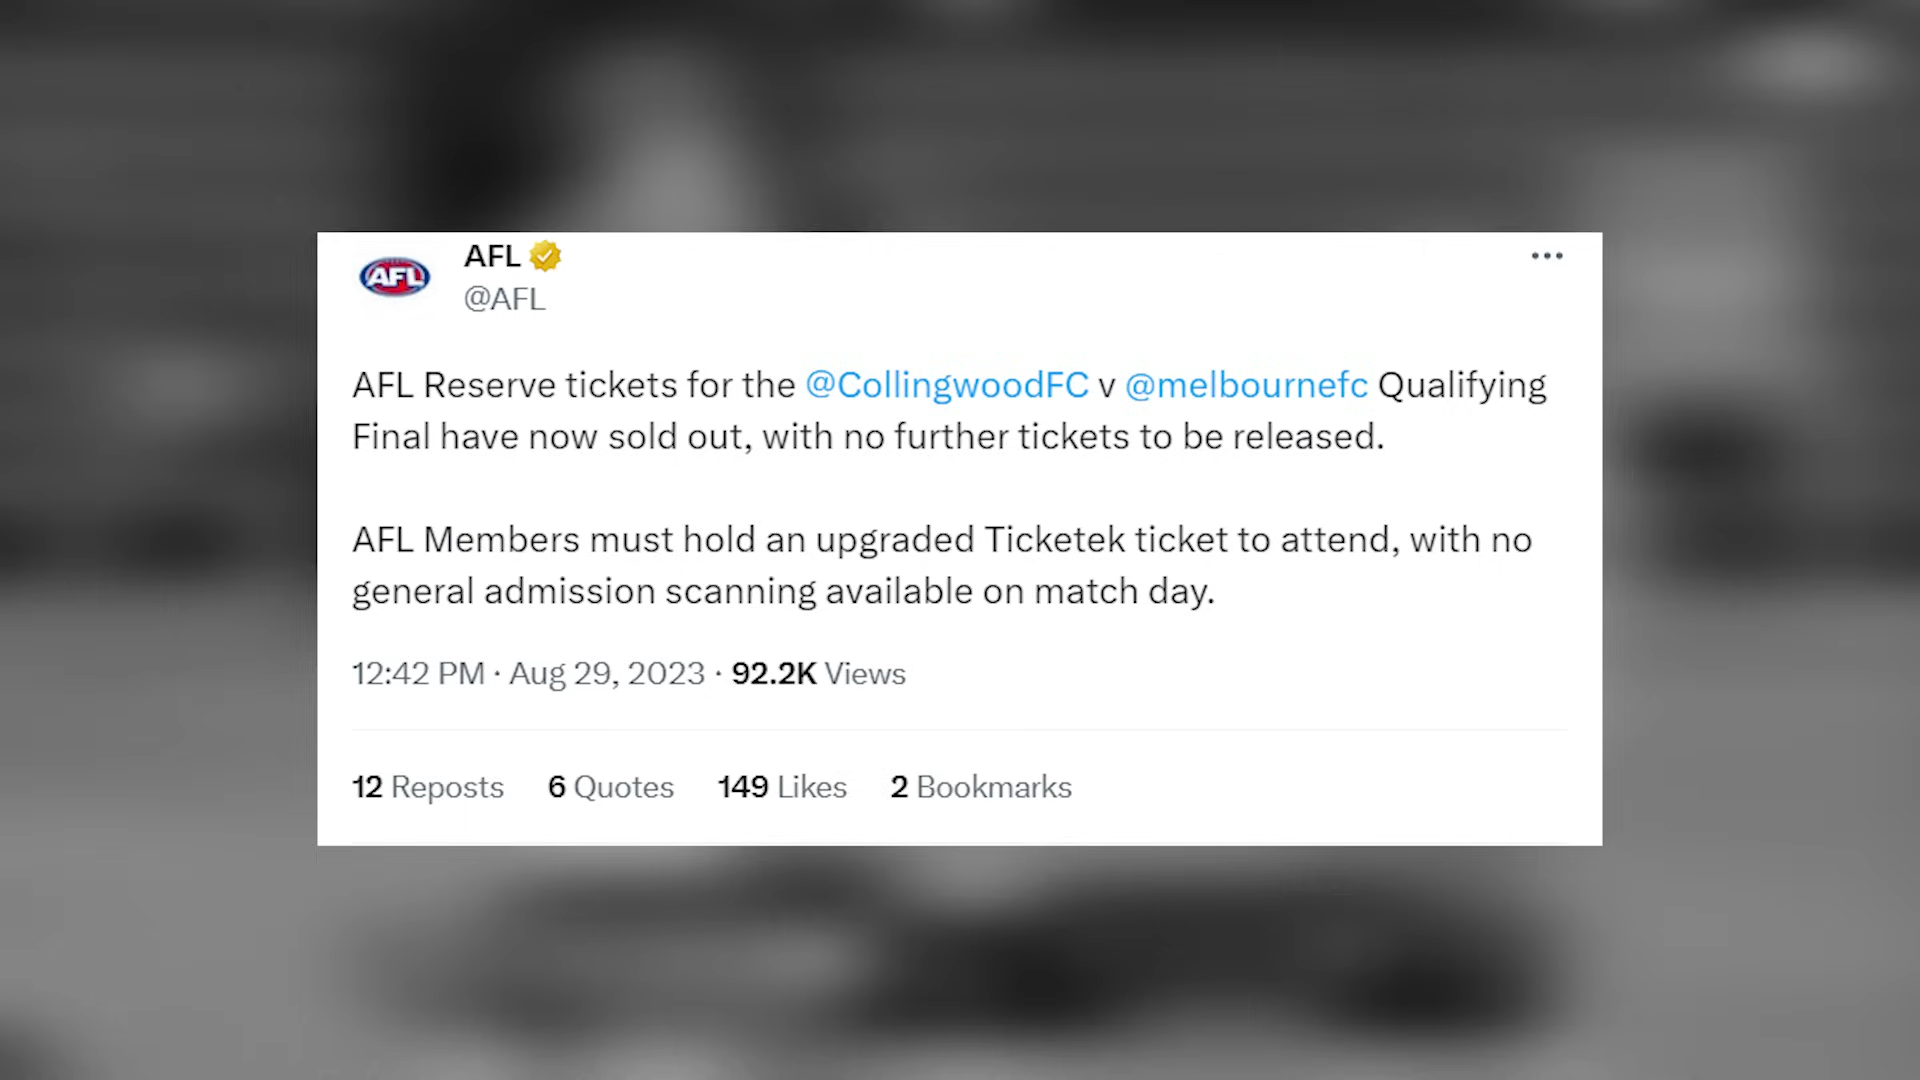 AFL
AFL
@AFL
AFL Reserve tickets for the @CollingwoodFC v @melbournefc Qualifying
Final have now sold out, with no further tickets to be released.
AFL Members must hold an upgraded Ticketek ticket to attend, with no
general admission scanning available on match day.
12:42 PM · Aug 29, 2023 · 92.2K Views
12 Reposts 6 Quotes 149 Likes 2 Bookmarks